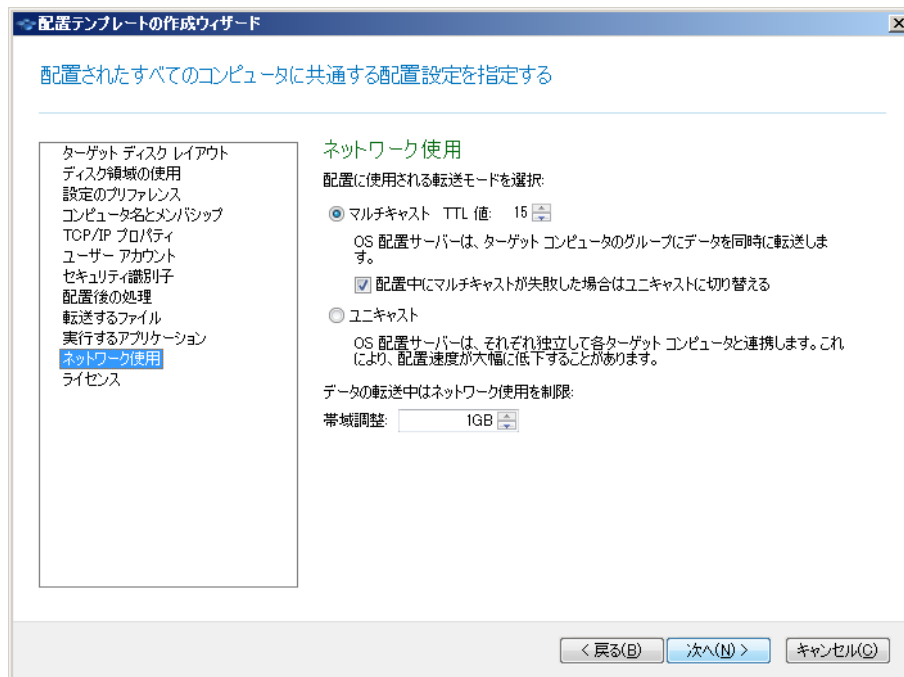 配置テンプレートの作成ウィザード
配置されたすべてのコンピュータに共通する配置設定を指定する
ターゲット ディスク レイアウト
ディスク領域の使用
設定のプリファレンス
コンピュータ名とメンバシップ
TCP/IP プロパティ
ユーザー アカウント
セキュリティ識別子
配置後の処理
転送するファイル
実行するアプリケーション
ネットワーク使用
ライセンス
ネットワーク使用
配置に使用される転送モードを選択:
マルチキャスト TTL 値: 15
OS 配置サーバーは、ターゲット コンピュータのグループにデータを同時に転送しま
す。
配置中にマルチキャストが失敗した場合はユニキャストに切り替える
ユニキャスト
OS 配置サーバーは、それぞれ独立して各ターゲット コンピュータと連携します。これ
により、配置速度が大幅に低下することがあります。
データの転送中はネットワーク使用を制限:
帯域調整: 1GB
< 戻る(B) 次へ(N) > キャンセル(C)